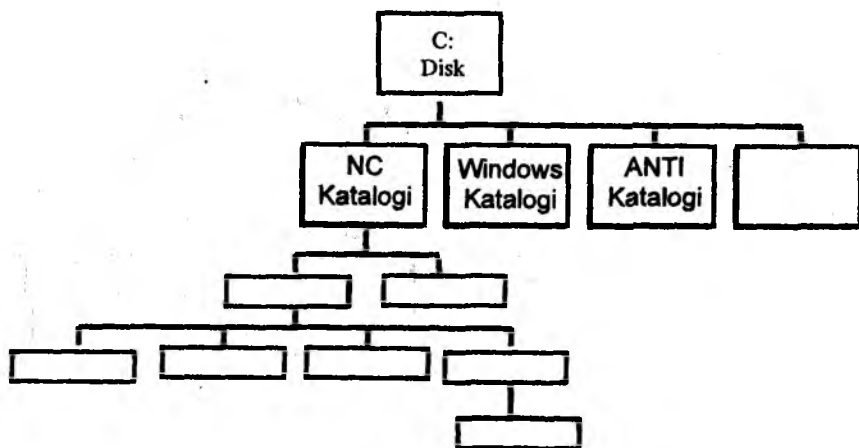 C:
Disk
NC
Katalogi
Windows
Katalogi
ANTI
Katalogi